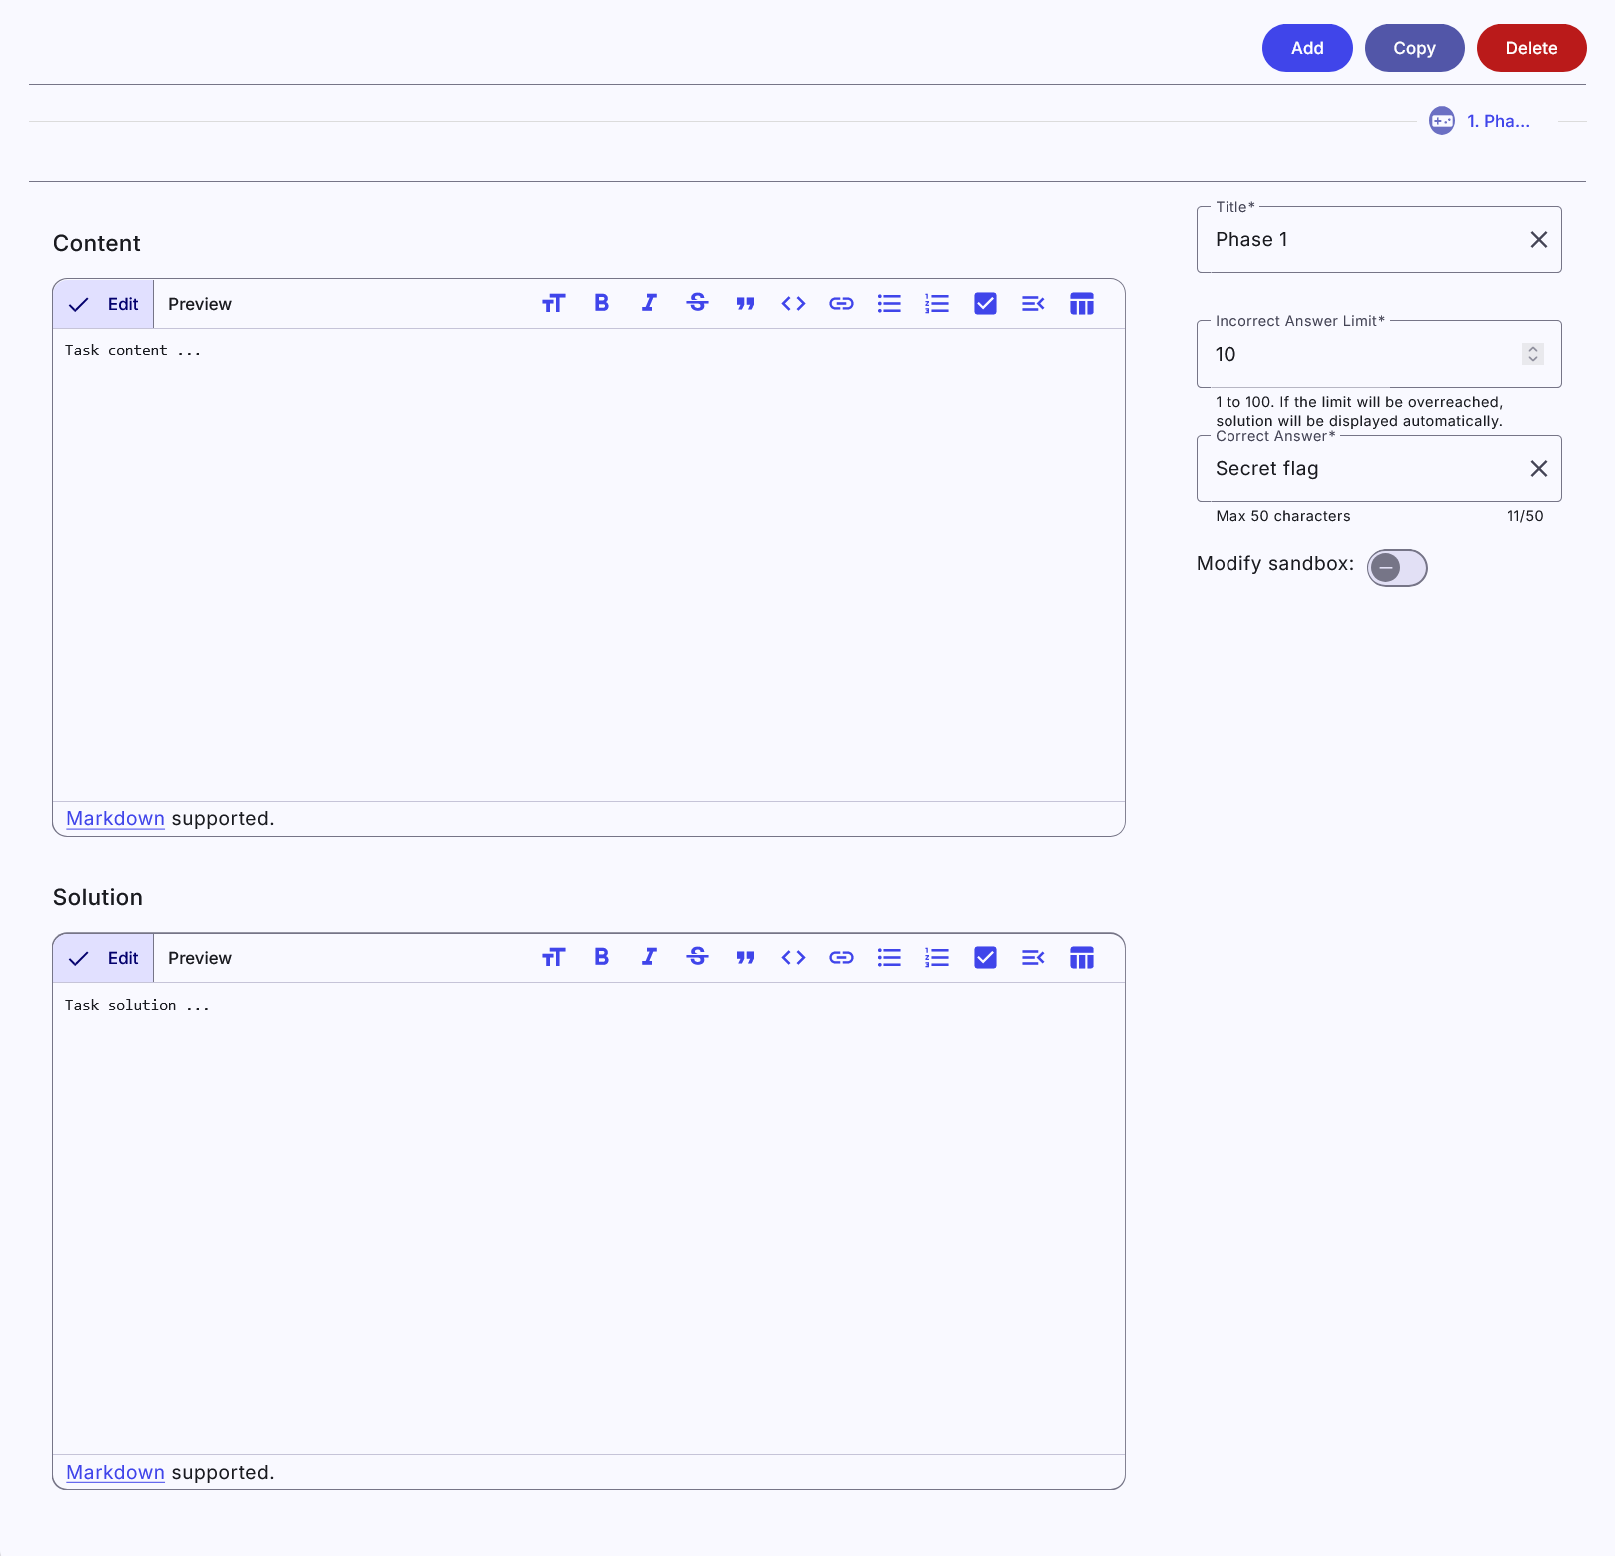 Add Copy Delete
1. Pha...
Title*
Phase 1
Content
Edit Preview
Task content ...
Incorrect Answer Limit*
10
1 to 100. If the limit will be overreached,
solution will be displayed automatically.
Correct Answer*
Secret flag
Max 50 characters 11/50
Modify sandbox:
Markdown supported.
Solution
Edit Preview
Task solution ...
Markdown supported.